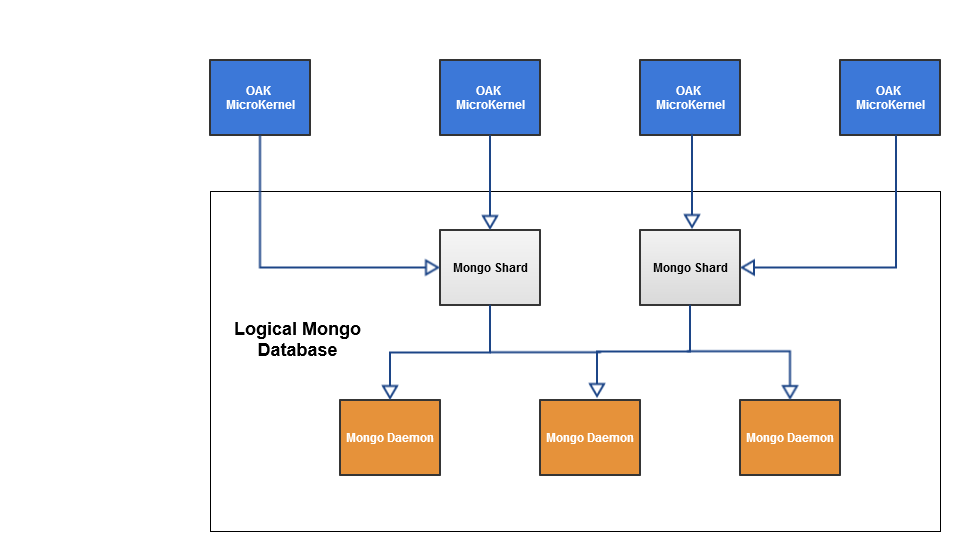 OAK
MicroKernel
OAK
MicroKernel
OAK
MicroKernel
OAK
MicroKernel
Mongo Shard
Mongo Shard
Logical Mongo
Database
Mongo Daemon
Mongo Daemon
Mongo Daemon